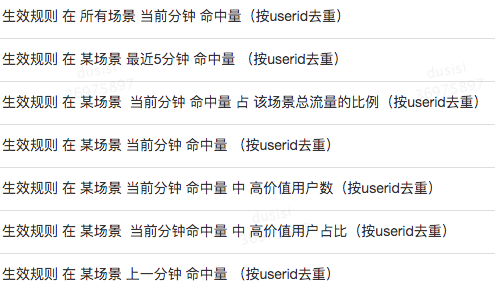 生效规则 在 所有场景 当前分钟 命中量（按userid去重）
生效规则 在 某场景 最近5分钟 命中量 （按userid去重）
生效规则 在 某场景 当前分钟 命中量 占 该场景总流量的比例（按userid去重）
生效规则 在 某场景 当前分钟 命中量 （按userid去重）
生效规则 在 某场景 当前分钟 命中量 中 高价值用户数（按userid去重）
生效规则 在 某场景 当前分钟命中量 中 高价值用户占比（按userid去重）
生效规则 在 某场景 上一分钟 命中量 （按userid去重）